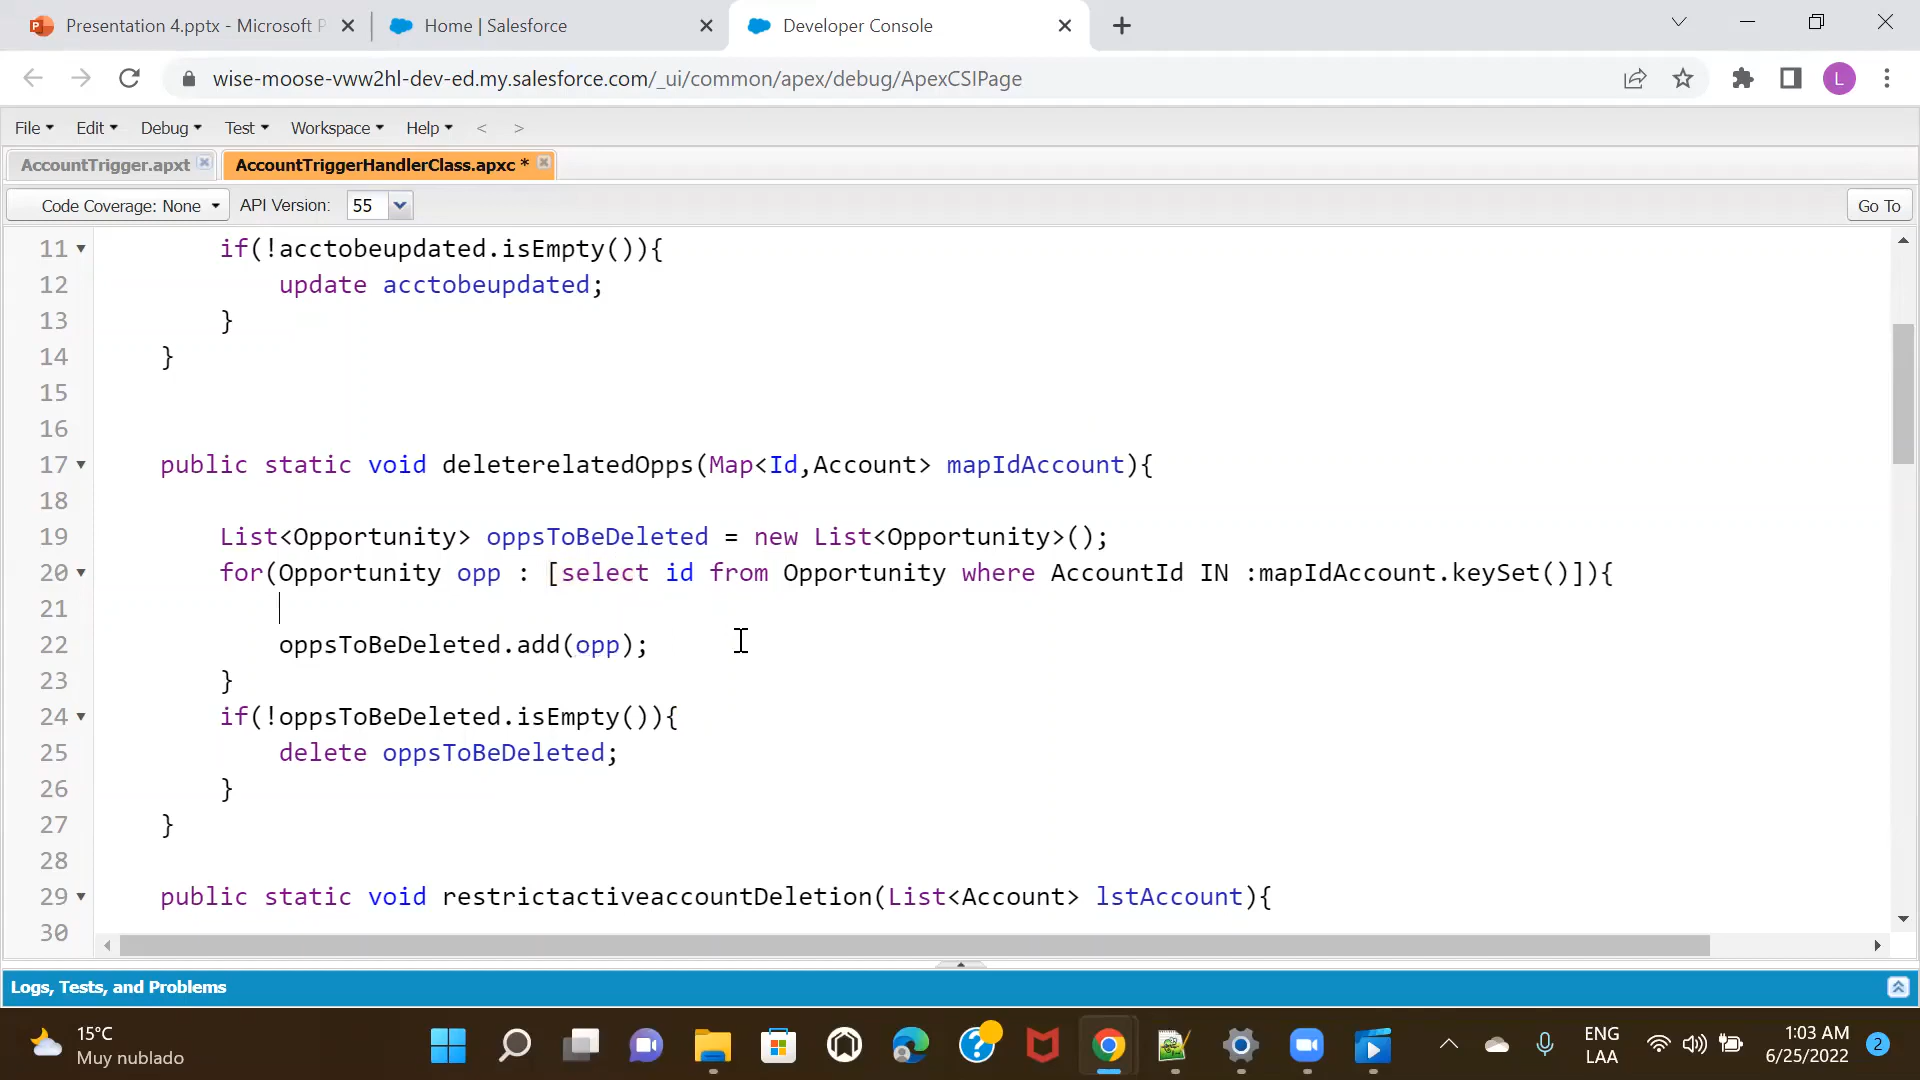 Presentation 4.pptx - Microsoft P
Home | Salesforce
Developer Console
wise-moose-vww2hl-dev-ed.my.salesforce.com/_ui/common/apex/debug/ApexCSIPage
L
File Edit Debug Test Workspace Help < >
AccountTrigger.apxt
AccountTriggerHandlerClass.apxc *
Code Coverage: None API Version: 55 Go To
11 if(!acctobeupdated.isEmpty()){
12 update acctobeupdated;
13 }
14 }
15
16
17 public static void deleterelatedOpps(Map<Id,Account> mapIdAccount){
18
19 List<Opportunity> oppsToBeDeleted = new List<Opportunity>();
20 for(Opportunity opp : [select id from Opportunity where AccountId IN :mapIdAccount.keySet()]){
21
22 oppsToBeDeleted.add(opp);
23 }
24 if(!oppsToBeDeleted.isEmpty()){
25 delete oppsToBeDeleted;
26 }
27 }
28
29 public static void restrictactiveaccountDeletion(List<Account> lstAccount){
30
Logs, Tests, and Problems
15°C
Muy nublado
ENG
LAA
1:03 AM
6/25/2022
2